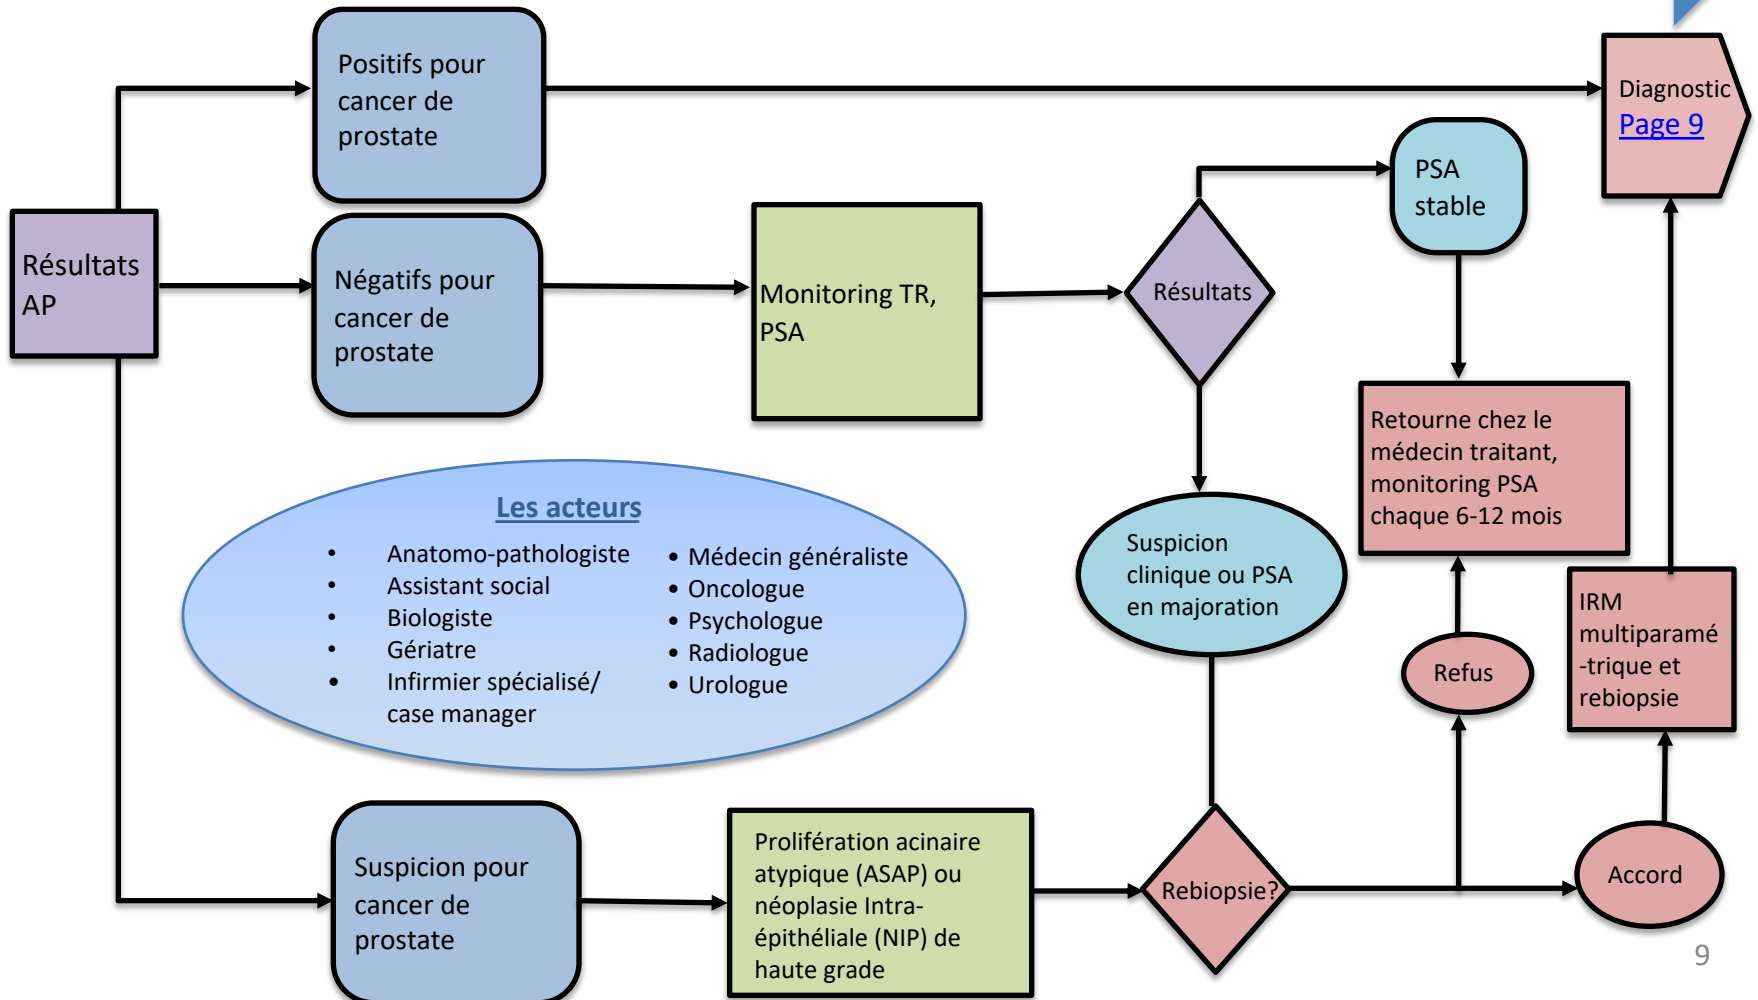 Positifs pour
cancer de
prostate
Diagnostic
Page 9
PSA
stable
Résultats
AP
Négatifs pour
cancer de
prostate
Monitoring TR,
PSA
Résultats
Retourne chez le
médecin traitant,
monitoring PSA
chaque 6-12 mois
Les acteurs
• Anatomo-pathologiste
• Assistant social
• Biologiste
• Gériatre
• Infirmier spécialisé/
case manager
• Médecin généraliste
• Oncologue
• Psychologue
• Radiologue
• Urologue
Suspicion
clinique ou PSA
en majoration
IRM
multiparamé
-trique et
rebiopsie
Refus
Suspicion pour
cancer de
prostate
Prolifération acinaire
atypique (ASAP) ou
néoplasie Intra-
épithéliale (NIP) de
haute grade
Rebiopsie?
Accord
9